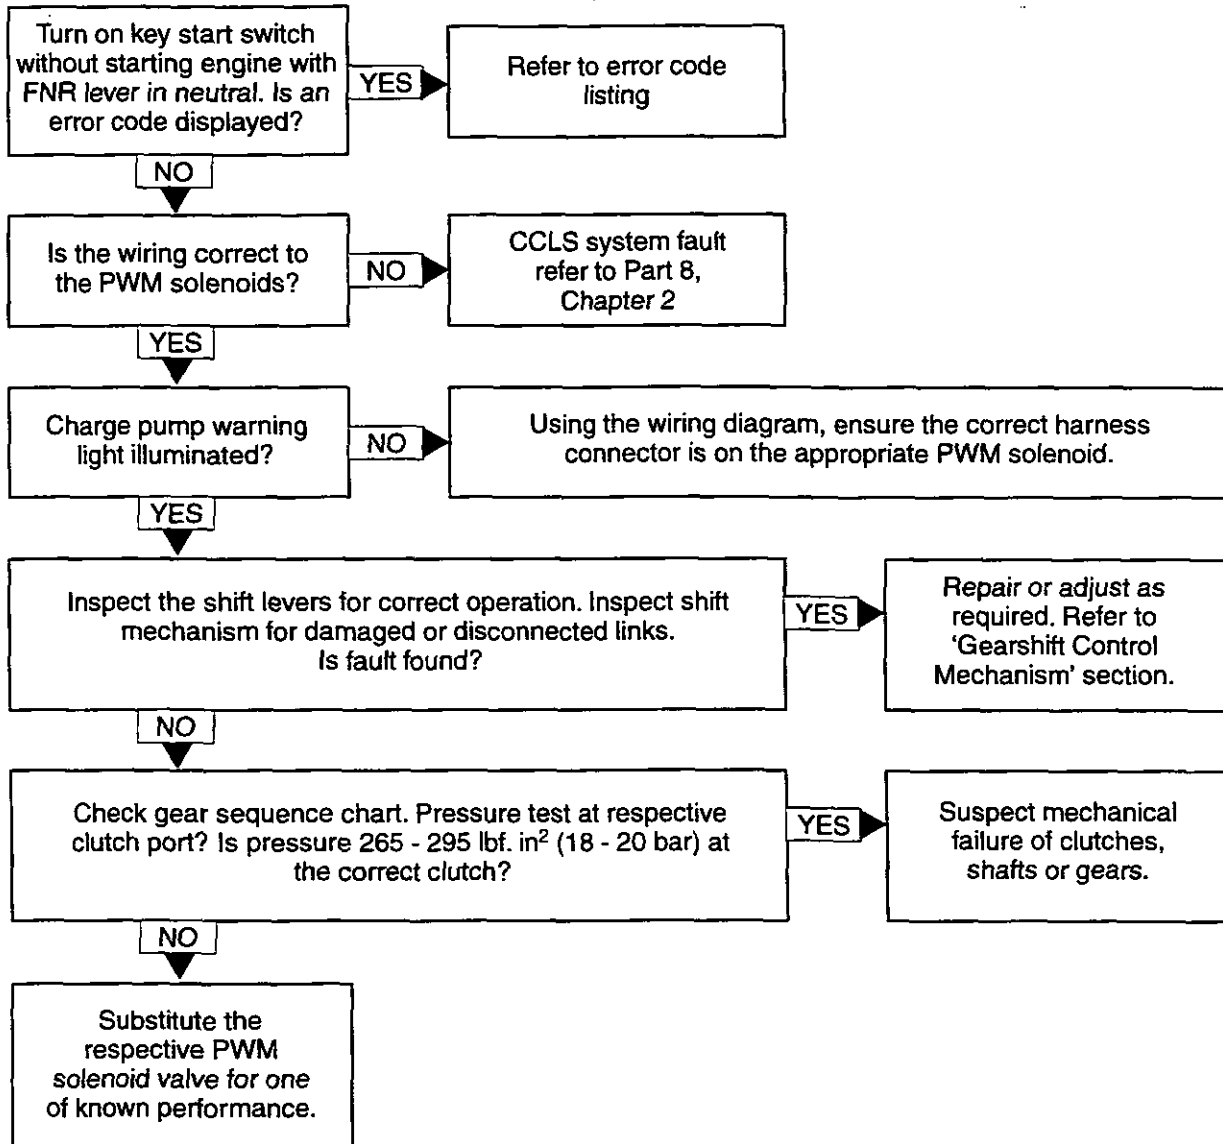 Turn on key start switch
without starting engine with
FNR lever in neutral. Is an
error code displayed?
YES
Refer to error code
listing
NO
Is the wiring correct to
the PWM solenoids?
NO
CCLS system fault
refer to Part 8,
Chapter 2
YES
Charge pump warning
light illuminated?
NO
Using the wiring diagram, ensure the correct harness
connector is on the appropriate PWM solenoid.
YES
Inspect the shift levers for correct operation. Inspect shift
mechanism for damaged or disconnected links.
Is fault found?
YES
Repair or adjust as
required. Refer to
‘Gearshift Control
Mechanism’ section.
NO
Check gear sequence chart. Pressure test at respective
clutch port? Is pressure 265 - 295 lbf. in² (18 - 20 bar) at
the correct clutch?
YES
Suspect mechanical
failure of clutches,
shafts or gears.
NO
Substitute the
respective PWM
solenoid valve for one
of known performance.